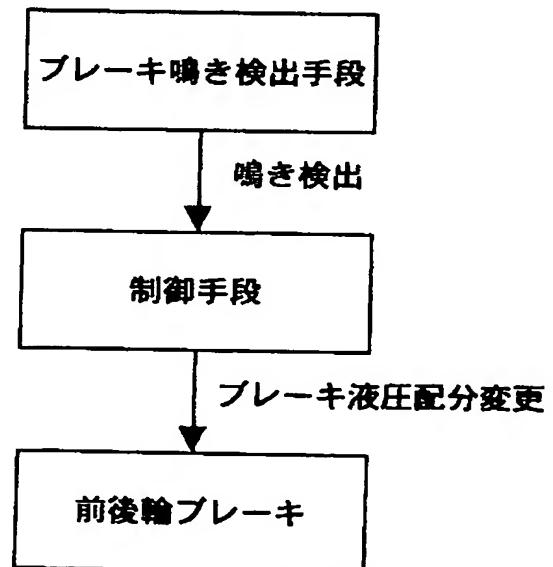 ブレーキ鳴き検出手段
鳴き検出
制御手段
ブレーキ液圧配分変更
前後輪ブレーキ